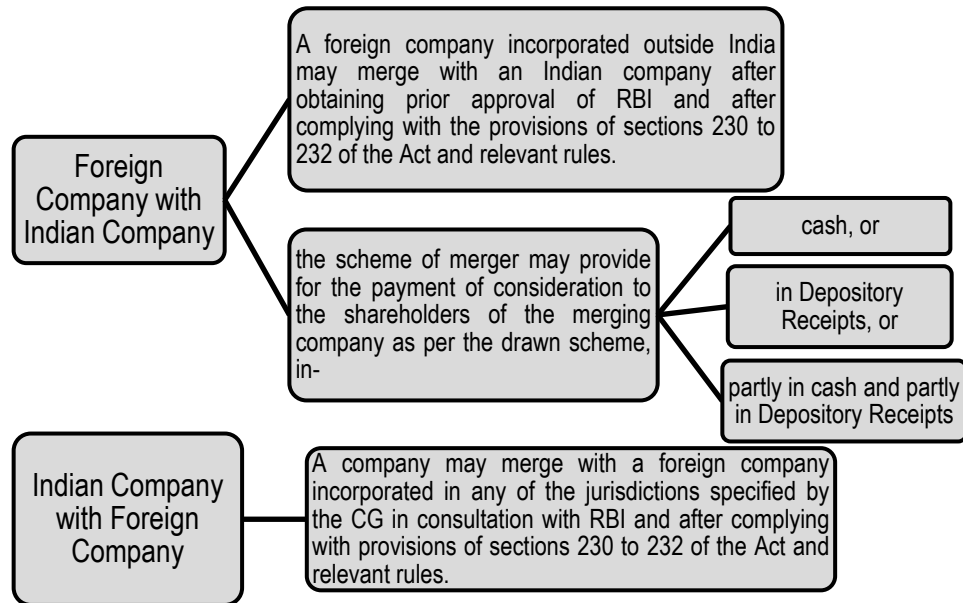 Foreign
Company with
Indian Company
A foreign company incorporated outside India
may merge with an Indian company after
obtaining prior approval of RBI and after
complying with the provisions of sections 230 to
232 of the Act and relevant rules.
the scheme of merger may provide
for the payment of consideration to
the shareholders of the merging
company as per the drawn scheme,
in-
cash, or
in Depository
Receipts, or
partly in cash and partly
in Depository Receipts
Indian Company
with Foreign
Company
A company may merge with a foreign company
incorporated in any of the jurisdictions specified by
the CG in consultation with RBI and after complying
with provisions of sections 230 to 232 of the Act and
relevant rules.